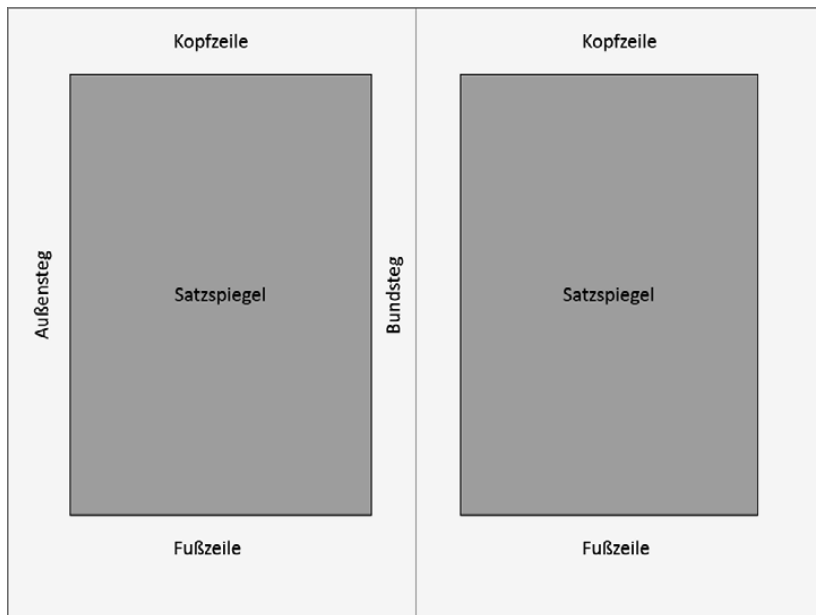 Kopfzeile
Außensteg
Satzspiegel
Bundsteg
Fußzeile
Kopfzeile
Satzspiegel
Fußzeile